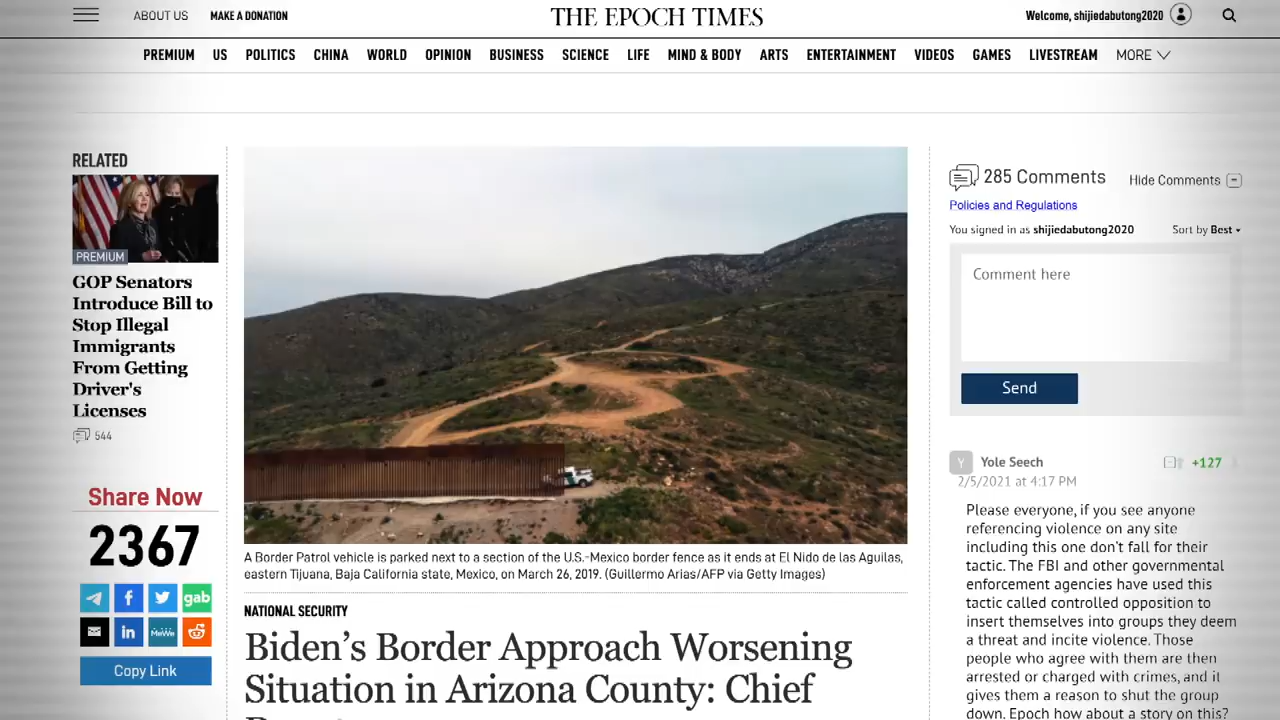 ABOUT US
MAKE A DONATION
THE EPOCH TIMES
Welcome, shijiedabutong2020
PREMIUM US POLITICS CHINA WORLD OPINION BUSINESS SCIENCE LIFE MIND & BODY ARTS ENTERTAINMENT VIDEOS GAMES LIVESTREAM MORE
RELATED
PREMIUM
GOP Senators
Introduce Bill to
Stop Illegal
Immigrants
From Getting
Driver's
Licenses
544
Share Now
2367
gab
MeWe
Copy Link
A Border Patrol vehicle is parked next to a section of the U.S.-Mexico border fence as it ends at El Nido de las Aguilas,
eastern Tijuana, Baja California state, Mexico, on March 26, 2019. (Guillermo Arias/AFP via Getty Images)
NATIONAL SECURITY
Biden's Border Approach Worsening
Situation in Arizona County: Chief
285 Comments
Hide Comments
Policies and Regulations
You signed in as shijiedabutong2020
Sort by Best
Comment here
Send
Y
Yole Seech
+127
2/5/2021 at 4:17 PM
Please everyone, if you see anyone
referencing violence on any site
including this one don't fall for their
tactic. The FBI and other governmental
enforcement agencies have used this
tactic called controlled opposition to
insert themselves into groups they deem
a threat and incite violence. Those
people who agree with them are then
arrested or charged with crimes, and it
gives them a reason to shut the group
down. Epoch how about a story on this?